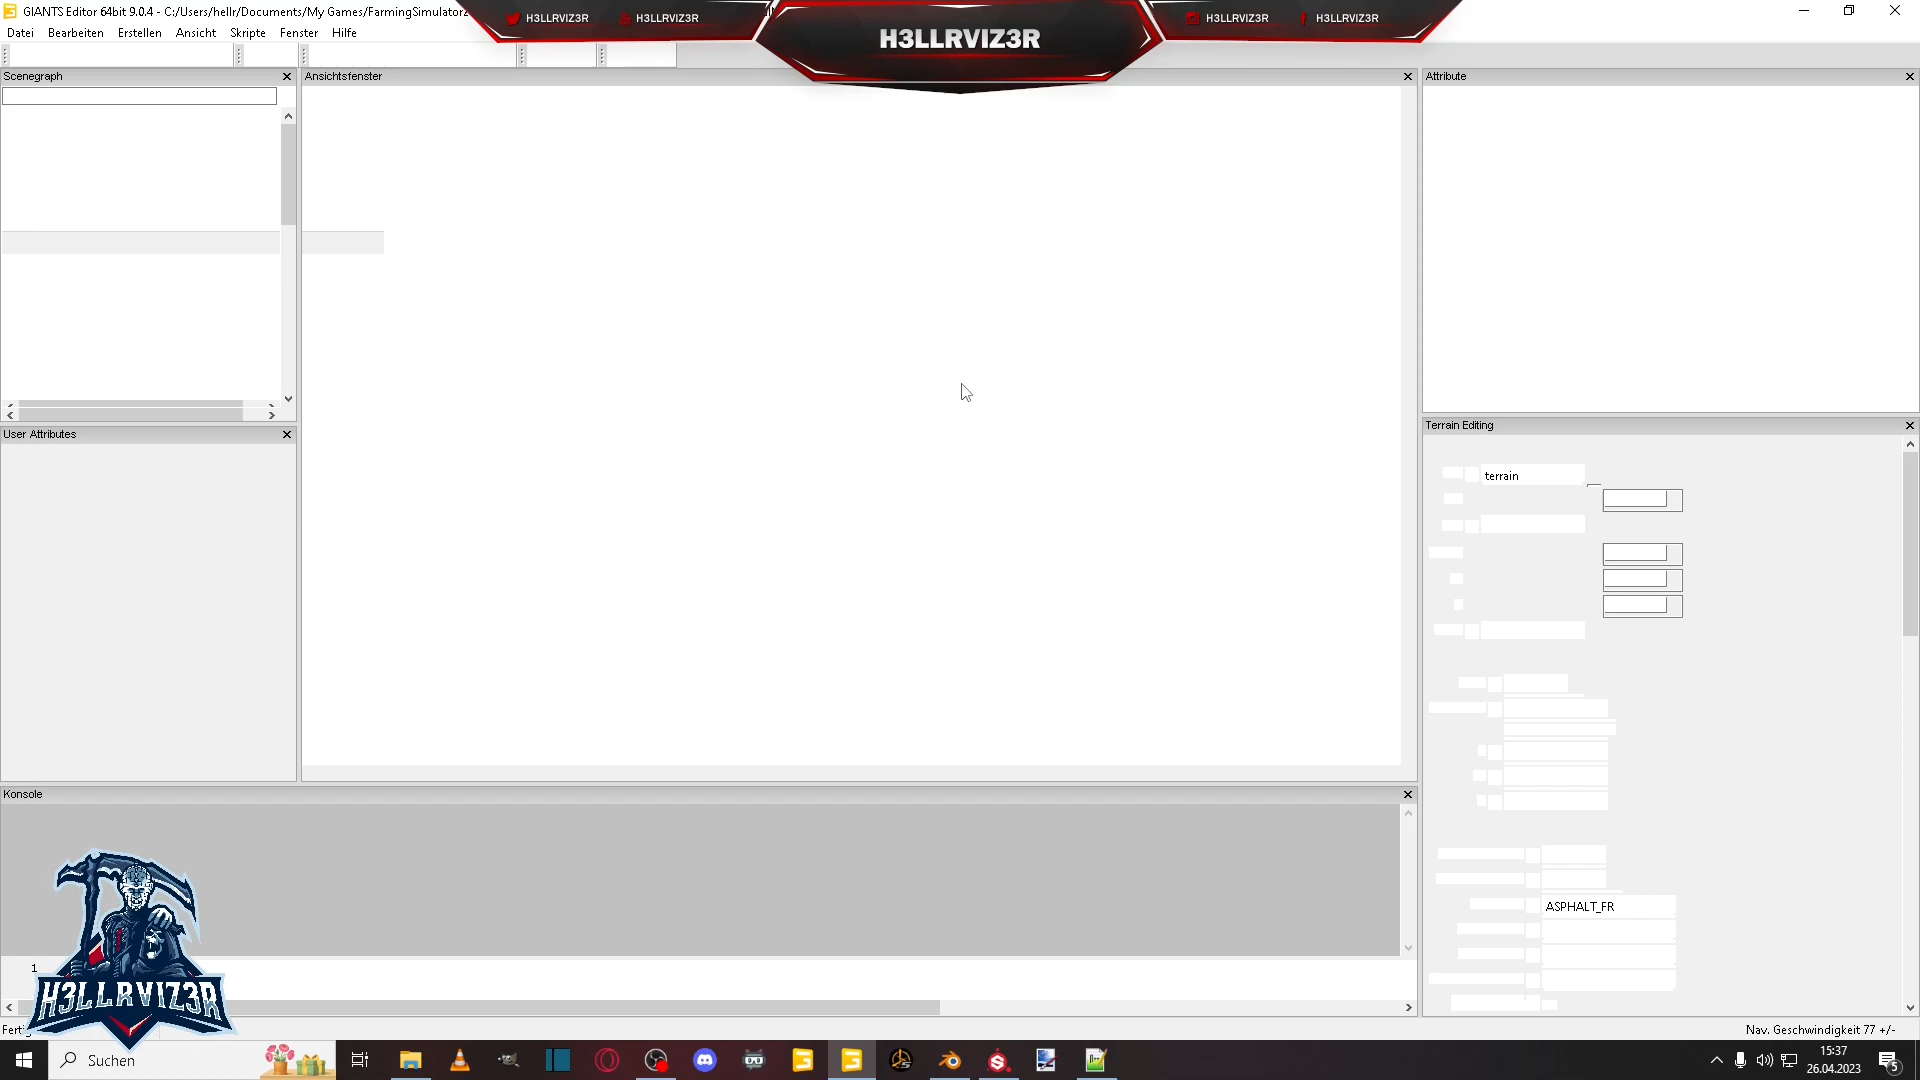 GIANTS Editor 64bit 9.0.4 - C:/Users/hellr/Documents/My Games/FarmingSimulator2
H3LLRVIZ3R
H3LLRVIZ3R
H3LLRVIZ3R
H3LLRVIZ3R
H3LLRVIZ3R
Datei Bearbeiten Erstellen Ansicht Skripte Fenster Hilfe
Scenegraph
Ansichtsfenster
Attribute
User Attributes
Terrain Editing
terrain
ASPHALT_FR
Konsole
1
H3LLRVIZ3R
Nav. Geschwindigkeit 77 +/-
Suchen
15:37
26.04.2023
5